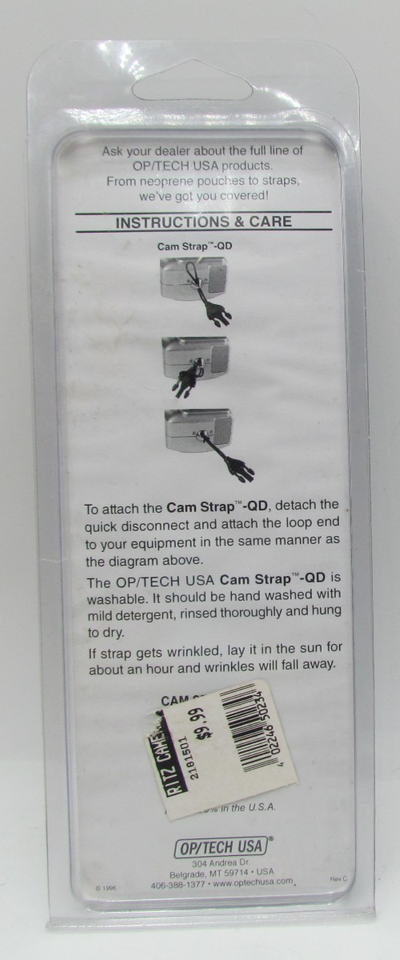 Ask your dealer about the full line of
OP/TECH USA products.
From neoprene pouches to straps,
we've got you covered!
INSTRUCTIONS & CARE
Cam Strap™-QD
To attach the Cam Strap™-QD, detach the
quick disconnect and attach the loop end
to your equipment in the same manner as
the diagram above.
The OP/TECH USA Cam Strap™-QD is
washable. It should be hand washed with
mild detergent, rinsed thoroughly and hung
to dry.
If strap gets wrinkled, lay it in the sun for
about an hour and wrinkles will fall away.
CAM
RITZ CAME
2181501
$9.99
4 02246 50234
in the U.S.A.
OP/TECH USA®
304 Andrea Dr.
Belgrade, MT 59714 • USA
406-388-1377 • www.optechusa.com
© 1996
Rev C